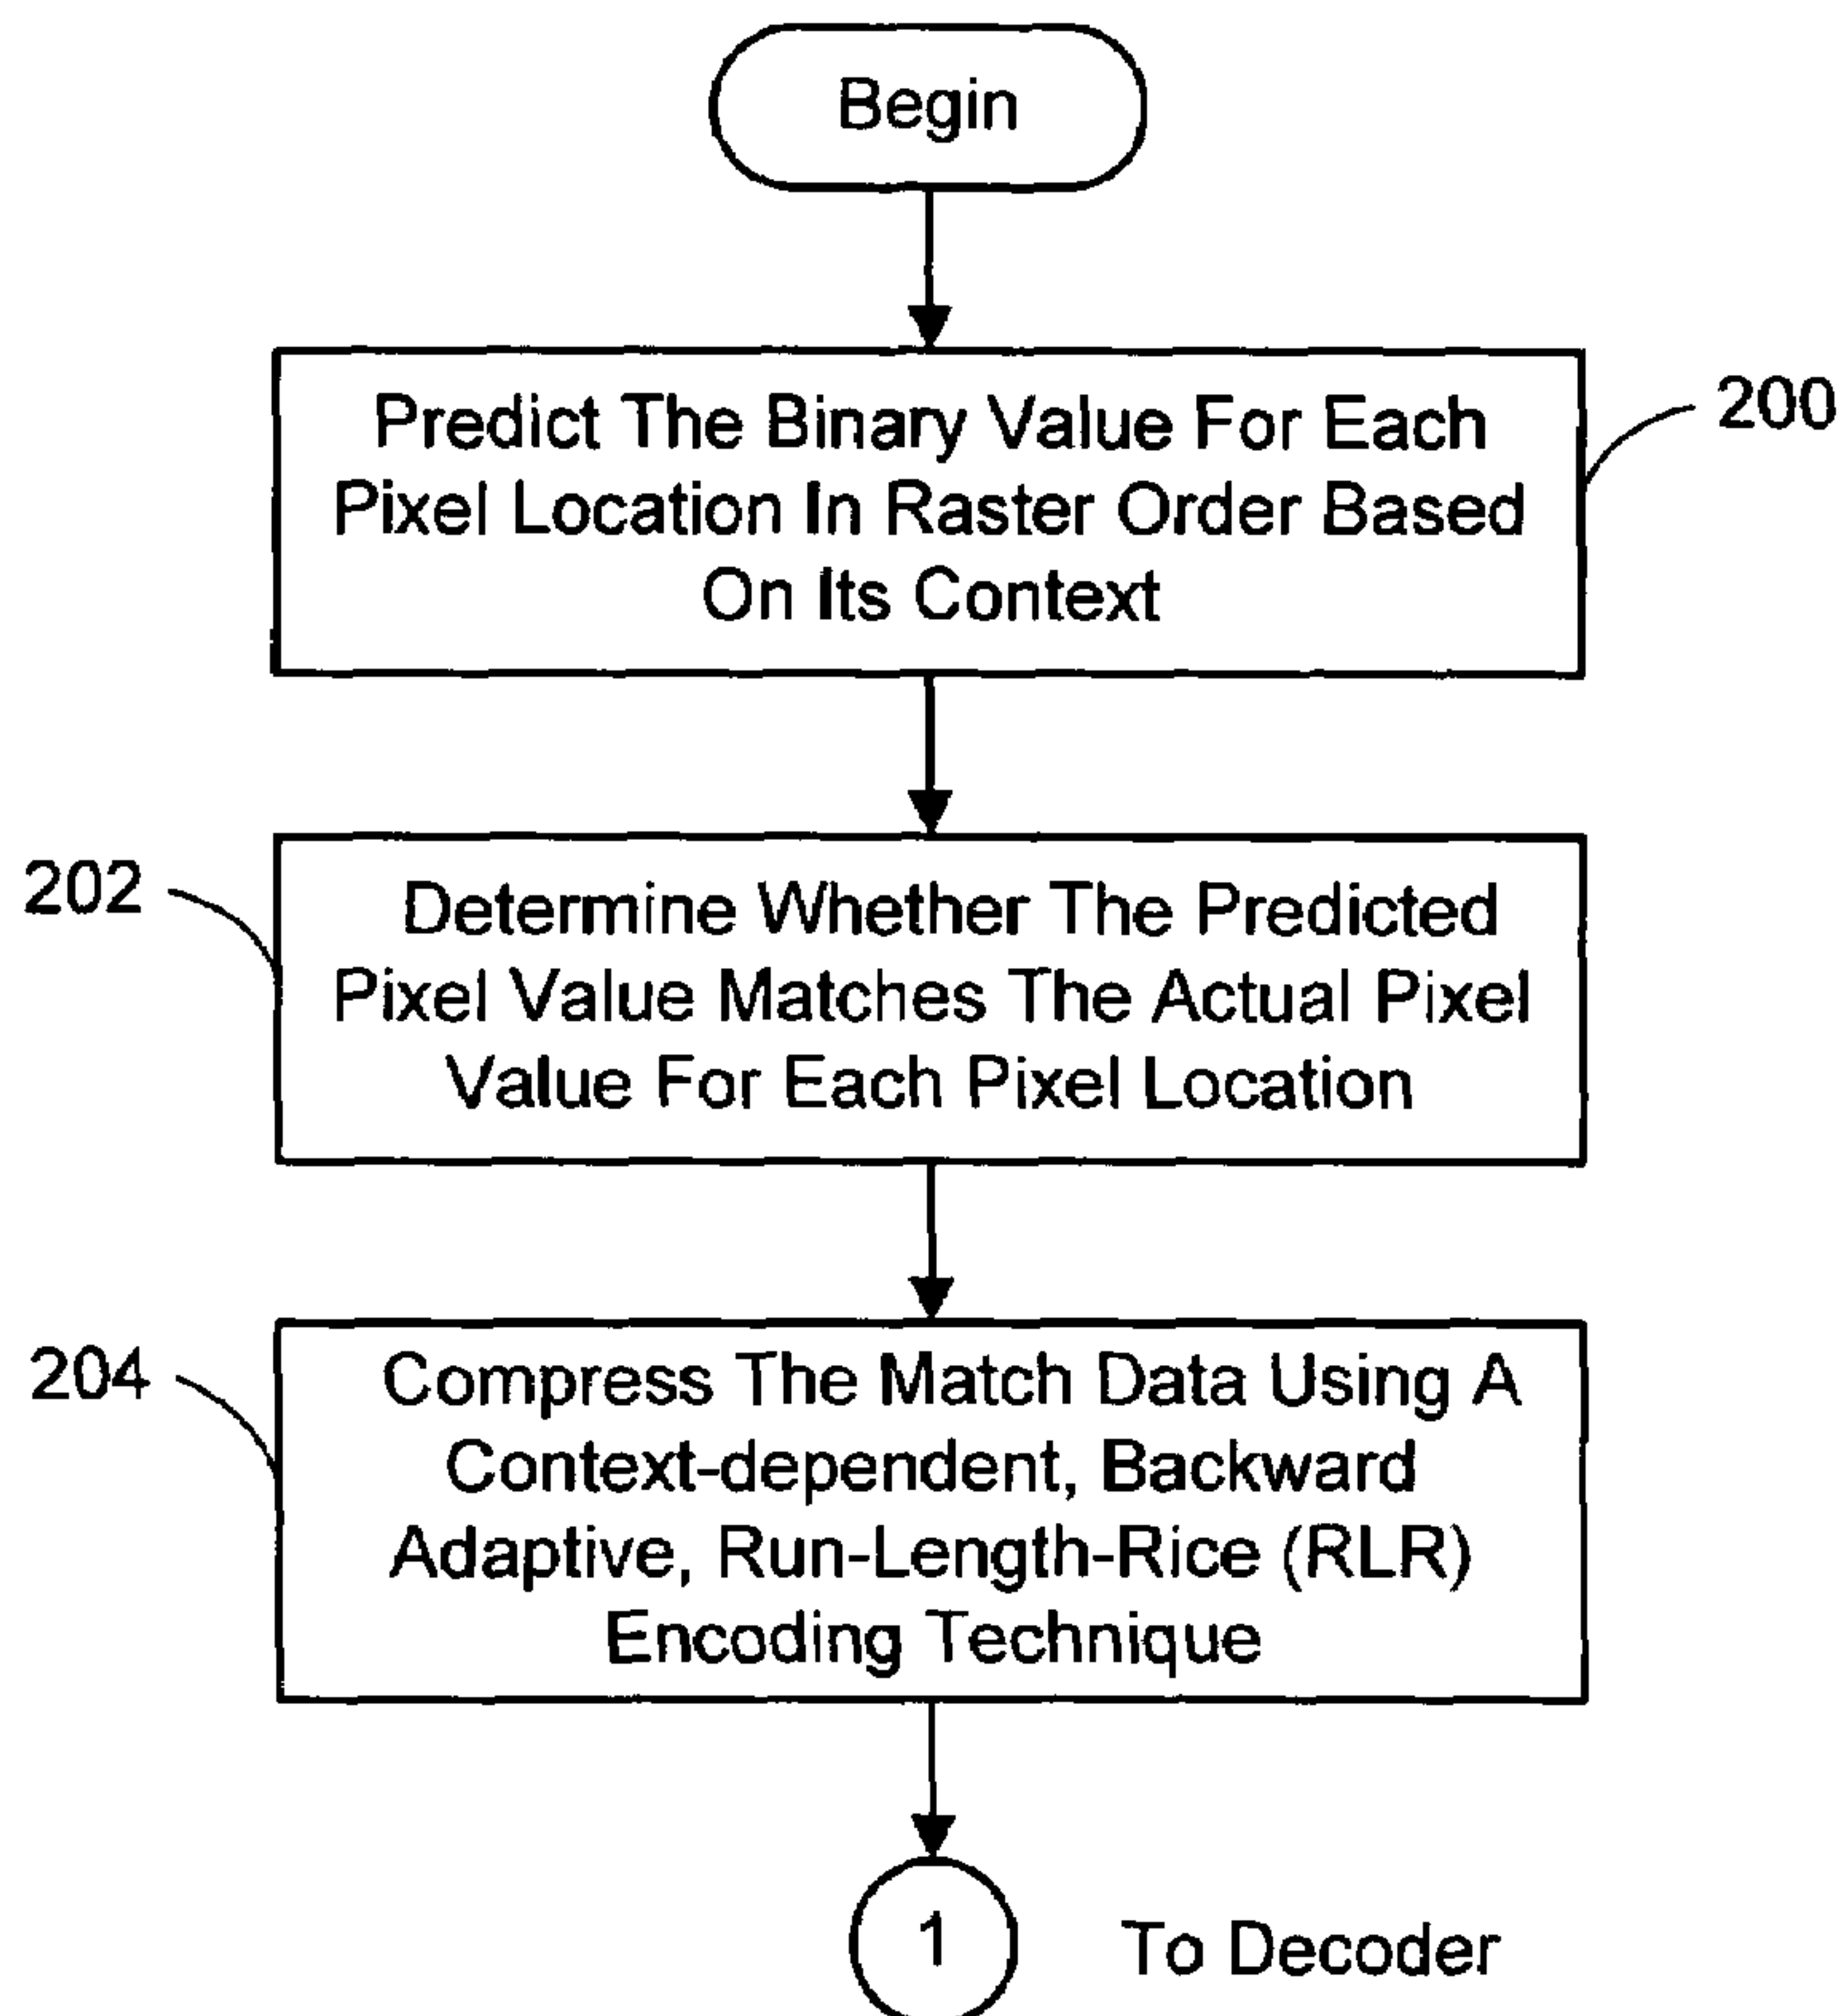 Begin
Predict The Binary Value For Each
Pixel Location In Raster Order Based
On Its Context
200
202
Determine Whether The Predicted
Pixel Value Matches The Actual Pixel
Value For Each Pixel Location
204
Compress The Match Data Using A
Context-dependent, Backward
Adaptive, Run-Length-Rice (RLR)
Encoding Technique
1
To Decoder